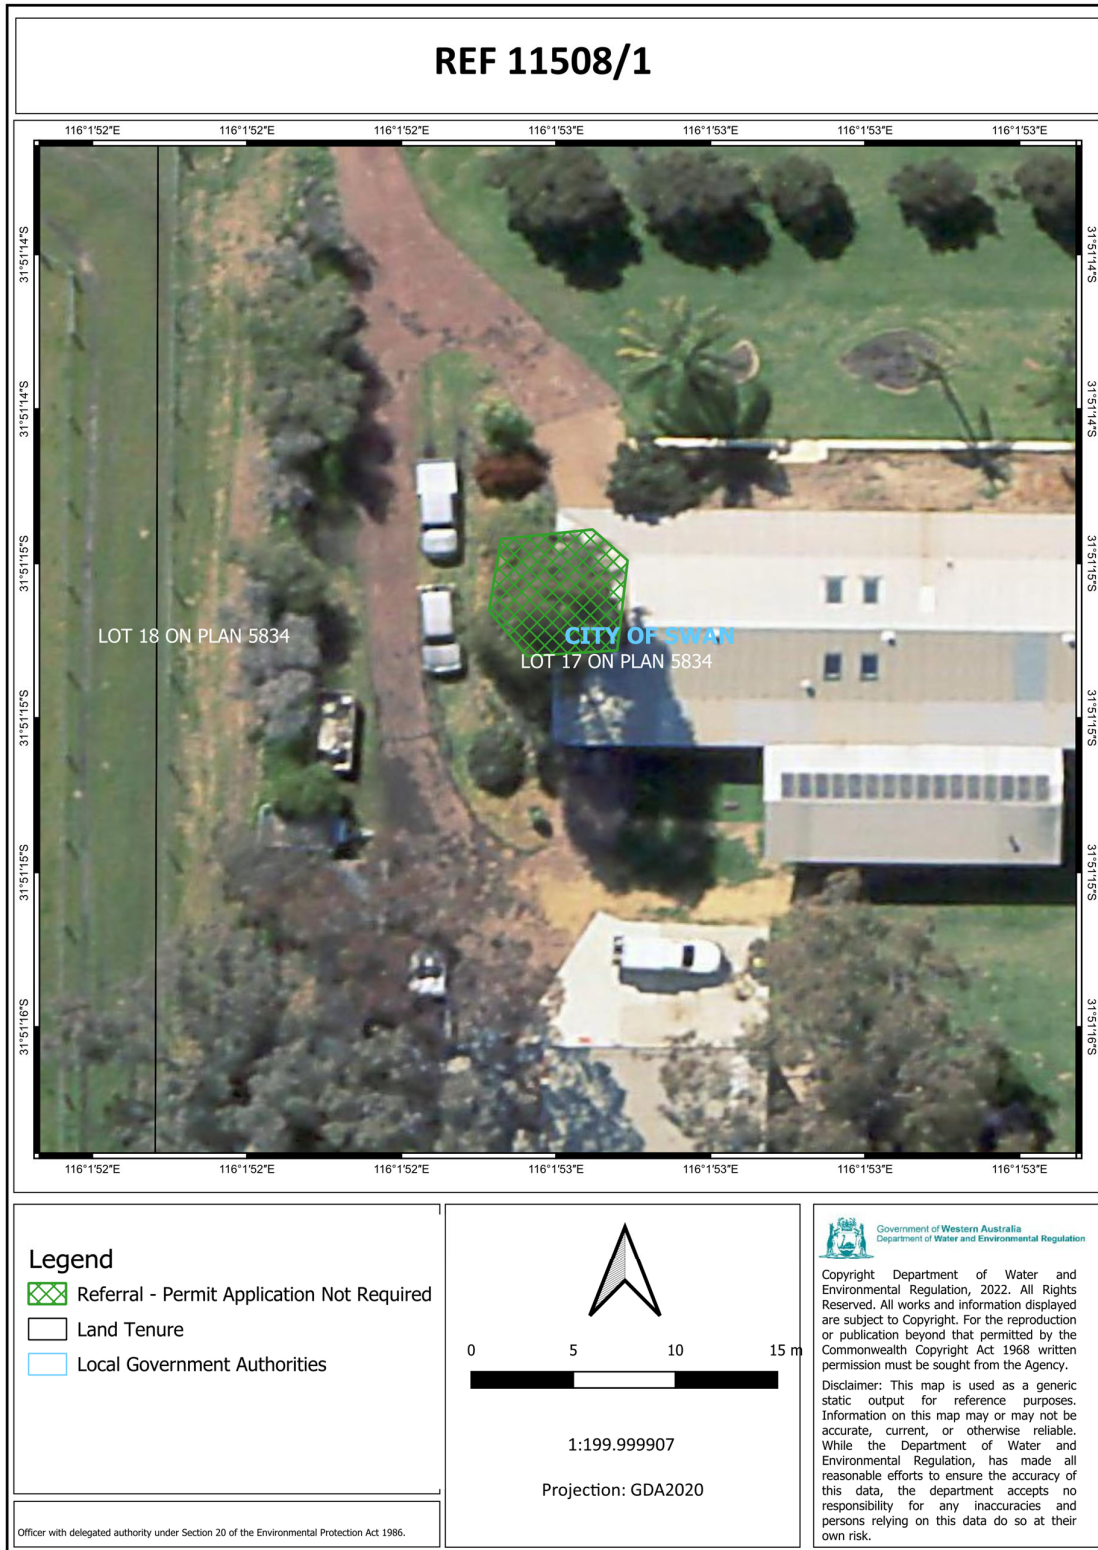 REF 11508/1
116°1'52"E 116°1'52"E 116°1'52"E 116°1'53"E 116°1'53"E 116°1'53"E 116°1'53"E
31°51'14"S 31°51'14"S
31°51'14"S 31°51'14"S
31°51'15"S 31°51'15"S
LOT 18 ON PLAN 5834
CITY OF SWAN
LOT 17 ON PLAN 5834
31°51'15"S 31°51'15"S
31°51'15"S 31°51'15"S
31°51'16"S 31°51'16"S
116°1'52"E 116°1'52"E 116°1'52"E 116°1'53"E 116°1'53"E 116°1'53"E 116°1'53"E
Legend
Referral - Permit Application Not Required
Land Tenure
Local Government Authorities
Officer with delegated authority under Section 20 of the Environmental Protection Act 1986.
0 5 10 15 m
1:199.999907
Projection: GDA2020
Government of Western Australia
Department of Water and Environmental Regulation
Copyright Department of Water and
Environmental Regulation, 2022. All Rights
Reserved. All works and information displayed
are subject to Copyright. For the reproduction
or publication beyond that permitted by the
Commonwealth Copyright Act 1968 written
permission must be sought from the Agency.
Disclaimer: This map is used as a generic
static output for reference purposes.
Information on this map may or may not be
accurate, current, or otherwise reliable.
While the Department of Water and
Environmental Regulation, has made all
reasonable efforts to ensure the accuracy of
this data, the department accepts no
responsibility for any inaccuracies and
persons relying on this data do so at their
own risk.